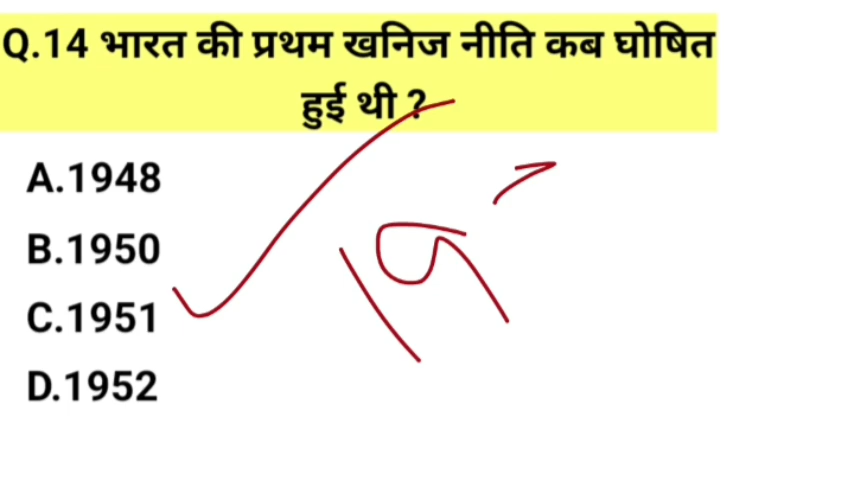 Q.14 भारत की प्रथम खनिज नीति कब घोषित
हुई थी ?
A.1948
B.1950
C.1951
D.1952